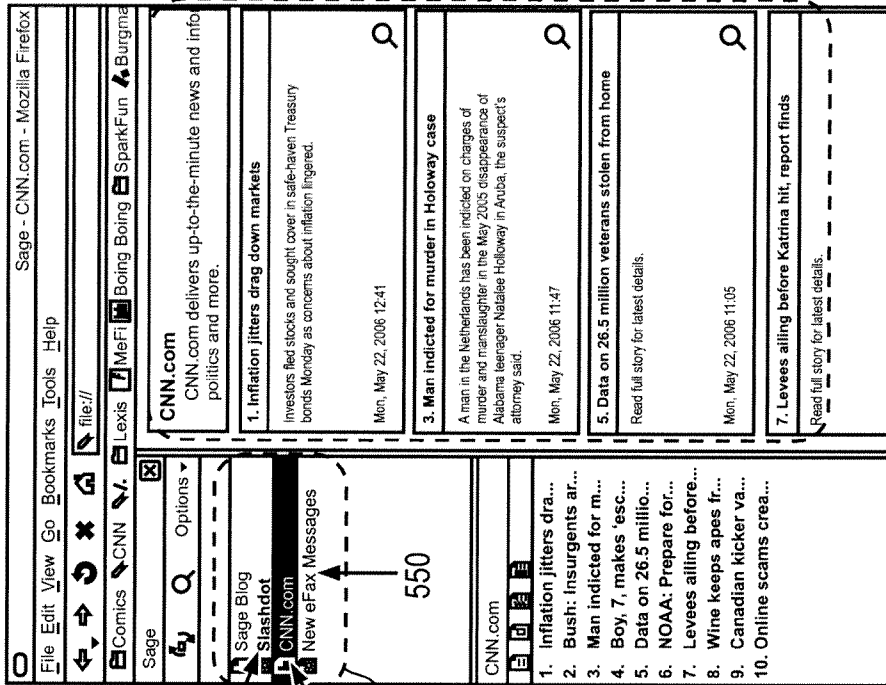 Sage - CNN.com - Mozilla Firefox
File Edit View Go Bookmarks Tools Help
file://
Comics CNN /. Lexis MeFi Boing Boing SparkFun Burgma
Sage
Options
Sage Blog
Slashdot
CNN.com
New eFax Messages
550
CNN.com
1. Inflation jitters dra...
2. Bush: Insurgents ar...
3. Man indicted for m...
4. Boy, 7, makes 'esc...
5. Data on 26.5 millio...
6. NOAA: Prepare for...
7. Levees ailing before...
8. Wine keeps apes fr...
9. Canadian kicker va...
10. Online scams crea...
CNN.com
CNN.com delivers up-to-the-minute news and info
politics and more.
1. Inflation jitters drag down markets
Investors fled stocks and sought cover in safe-haven Treasury
bonds Monday as concerns about inflation lingered.
Mon, May 22, 2006 12:41
3. Man indicted for murder in Holoway case
A man in the Netherlands has been indicted on charges of
murder and manslaughter in the May 2005 disappearance of
Alabama teenager Natalee Holloway in Aruba, the suspect's
attorney said.
Mon, May 22, 2006 11:47
5. Data on 26.5 million veterans stolen from home
Read full story for latest details.
Mon, May 22, 2006 11:05
7. Levees ailing before Katrina hit, report finds
Read full story for latest details.